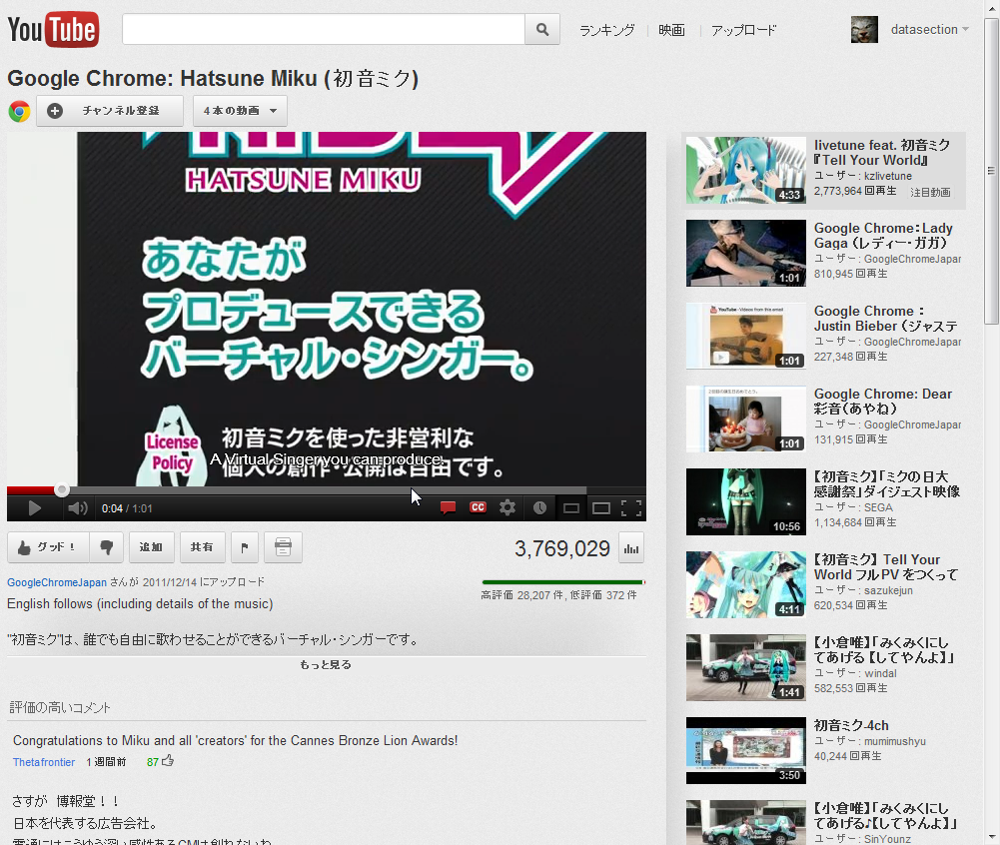 YouTube
ランキング
映画
アップロード
datasection
Google Chrome: Hatsune Miku (初音ミク)
チャンネル登録
4 本の動画
HATSUNE MIKU
あなたが
プロデュースできる
バーチャル・シンガー。
License
Policy
初音ミクを使った非営利な
個人の創作・公開は自由です。
A Virtual Singer you can produce.
0:04 / 1:01
CC
グッド！
追加
共有
3,769,029
GoogleChromeJapan さんが 2011/12/14 にアップロード
高評価 28,207 件, 低評価 372 件
English follows (including details of the music)
"初音ミク"は、誰でも自由に歌わせることができるバーチャル・シンガーです。
もっと見る
評価の高いコメント
Congratulations to Miku and all 'creators' for the Cannes Bronze Lion Awards!
Thetafrontier 1 週間前 87
さすが 博報堂！！
日本を代表する広告会社。
livetune feat. 初音ミク
『Tell Your World』
ユーザー: kzlivetune
2,773,964 回再生 注目動画
4:33
Google Chrome: Lady
Gaga （レディー・ガガ）
ユーザー: GoogleChromeJapan
810,945 回再生
1:01
Google Chrome :
Justin Bieber （ジャステ
ユーザー: GoogleChromeJapan
227,348 回再生
YouTube - Videos from this email
1:01
Google Chrome: Dear
彩音（あやね）
ユーザー: GoogleChromeJapan
131,915 回再生
1:01
【初音ミク】「ミクの日大
感謝祭」ダイジェスト映像
ユーザー: SEGA
1,134,684 回再生
10:56
【初音ミク】 Tell Your
World フルPV をつくって
ユーザー: sazukejun
620,534 回再生
4:11
【小倉唯】「みくみくにし
てあげる【してやんよ】」
ユーザー: windal
582,553 回再生
1:41
初音ミク-4ch
ユーザー: mumimushyu
40,244 回再生
3:50
【小倉唯】「みくみくにし
てあげる♪【してやんよ】」
ユーザー: SinYounz